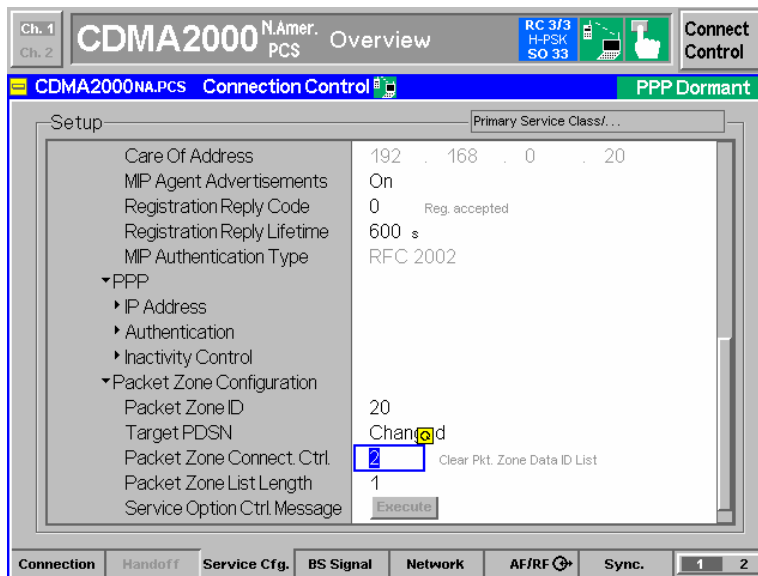 Ch. 1
Ch. 2
CDMA2000 N.Amer. PCS Overview
RC 3/3
H-PSK
SO 33
Connect Control
CDMA2000 NA.PCS Connection Control
PPP Dormant
Setup
Primary Service Class/...
Care Of Address 192 . 168 . 0 . 20
MIP Agent Advertisements On
Registration Reply Code 0 Reg. accepted
Registration Reply Lifetime 600 s
MIP Authentication Type RFC 2002
PPP
IP Address
Authentication
Inactivity Control
Packet Zone Configuration
Packet Zone ID 20
Target PDSN Changed
Packet Zone Connect. Ctrl. 2 Clear Pkt. Zone Data ID List
Packet Zone List Length 1
Service Option Ctrl. Message Execute
Connection Handoff Service Cfg. BS Signal Network AF/RF Sync. 1 2